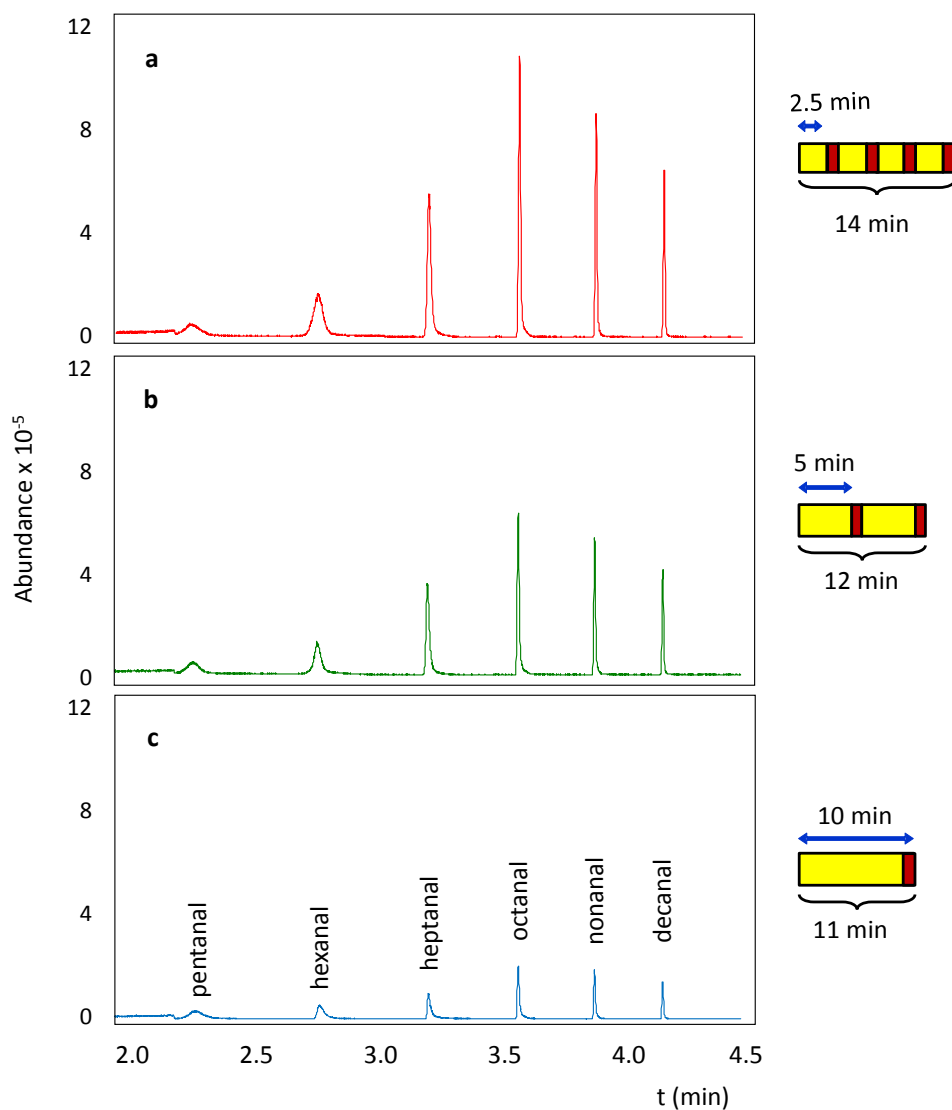 12
a
8
4
0
2.5 min
14 min
12
b
8
4
0
5 min
12 min
Abundance x 10-5
12
c
8
4
0
pentanal
hexanal
heptanal
octanal
nonanal
decanal
10 min
11 min
2.0 2.5 3.0 3.5 4.0 4.5
t (min)